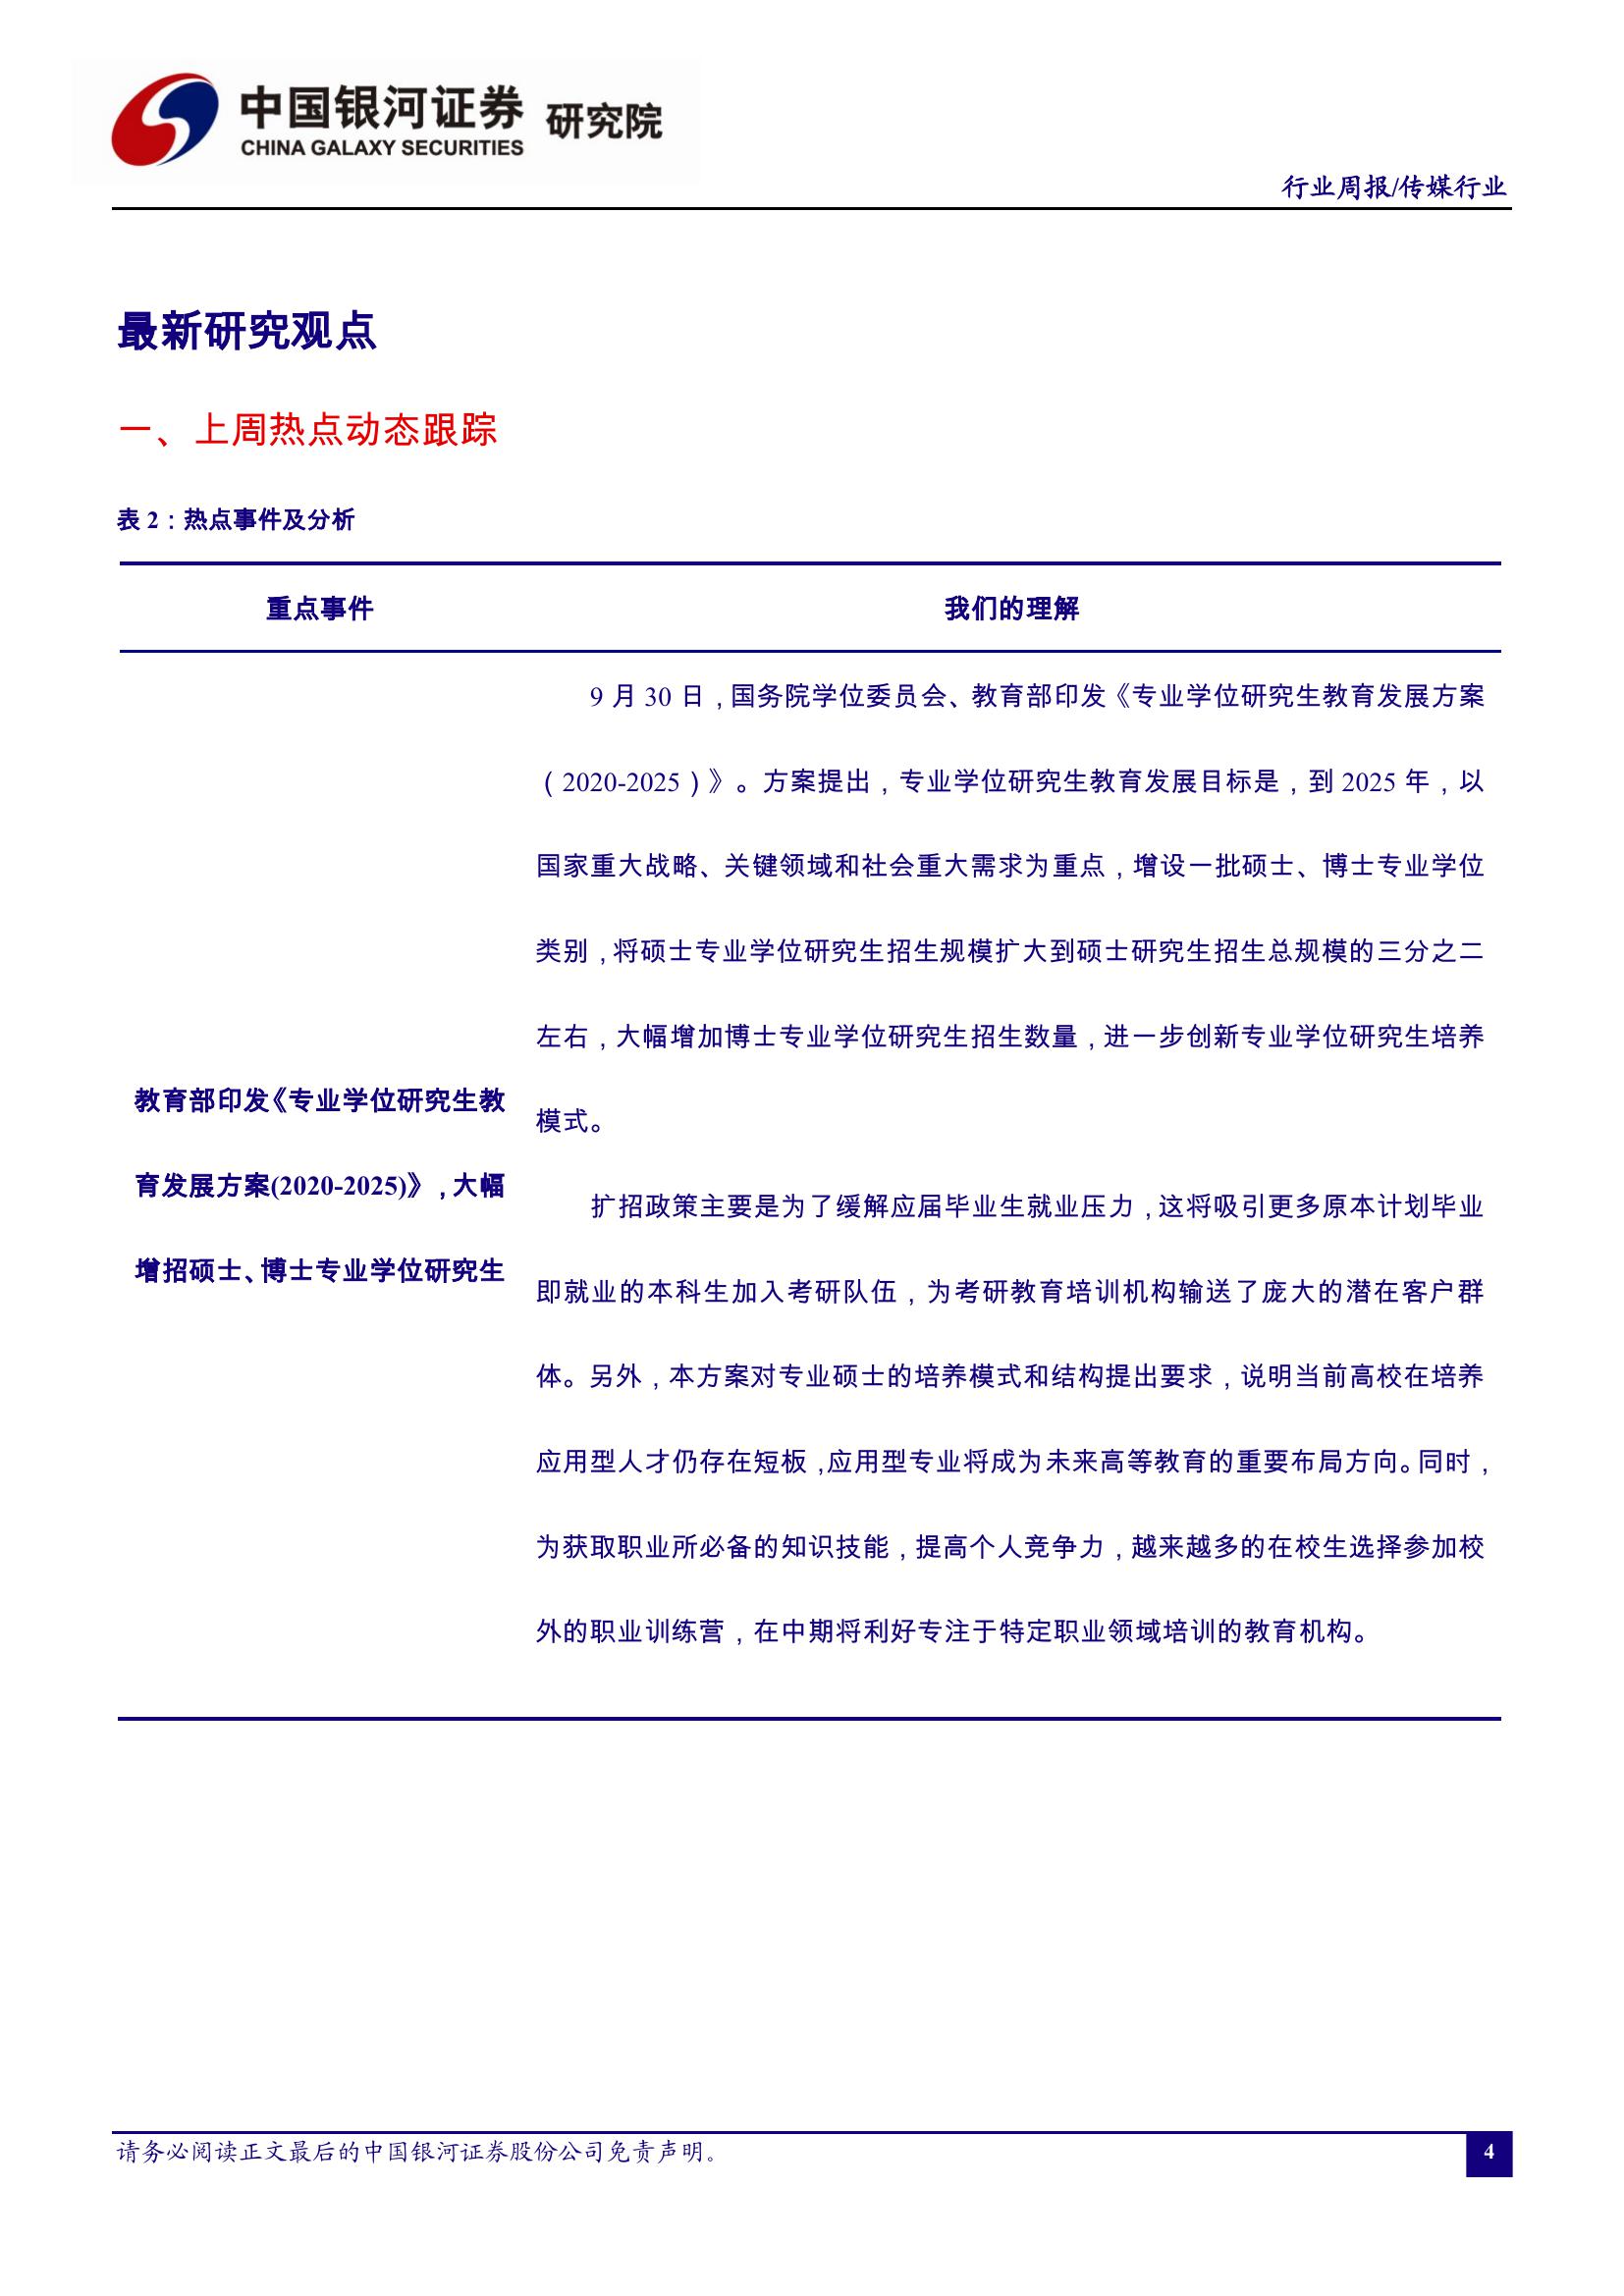 中国银河证券 研究院
CHINA GALAXY SECURITIES
行业周报/传媒行业
最新研究观点
一、上周热点动态跟踪
表 2：热点事件及分析
重点事件 我们的理解
教育部印发《专业学位研究生教
育发展方案(2020-2025)》，大幅
增招硕士、博士专业学位研究生
9 月 30 日，国务院学位委员会、教育部印发《专业学位研究生教育发展方案
（2020-2025）》。方案提出，专业学位研究生教育发展目标是，到 2025 年，以
国家重大战略、关键领域和社会重大需求为重点，增设一批硕士、博士专业学位
类别，将硕士专业学位研究生招生规模扩大到硕士研究生招生总规模的三分之二
左右，大幅增加博士专业学位研究生招生数量，进一步创新专业学位研究生培养
模式。
扩招政策主要是为了缓解应届毕业生就业压力，这将吸引更多原本计划毕业
即就业的本科生加入考研队伍，为考研教育培训机构输送了庞大的潜在客户群
体。另外，本方案对专业硕士的培养模式和结构提出要求，说明当前高校在培养
应用型人才仍存在短板，应用型专业将成为未来高等教育的重要布局方向。同时，
为获取职业所必备的知识技能，提高个人竞争力，越来越多的在校生选择参加校
外的职业训练营，在中期将利好专注于特定职业领域培训的教育机构。
请务必阅读正文最后的中国银河证券股份公司免责声明。
4